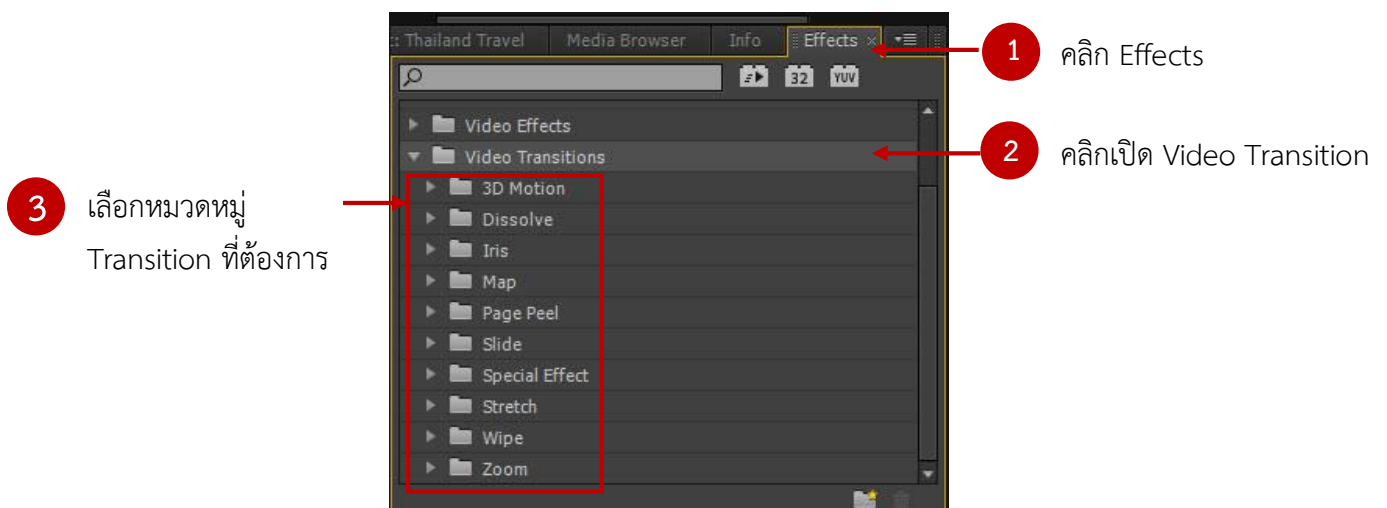 : Thailand Travel Media Browser Info Effects ×
1 คลิก Effects
32 YUV
Video Effects
Video Transitions
2 คลิกเปิด Video Transition
3D Motion
3 เลือกหมวดหมู่
Transition ที่ต้องการ
Dissolve
Iris
Map
Page Peel
Slide
Special Effect
Stretch
Wipe
Zoom